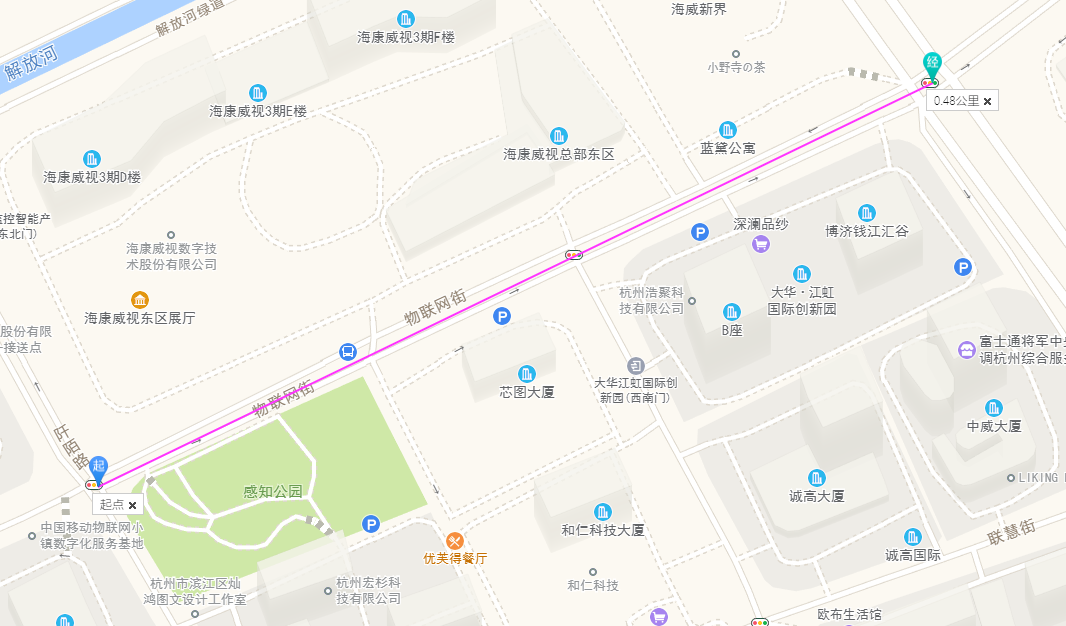 解放河绿道
海康威视3期F楼
海威新界
解放河
小野寺の茶
经
0.48公里
海康威视3期E楼
海康威视总部东区
蓝黛公寓
海康威视3期D楼
监控智能产
东北门)
海康威视数字技
术股份有限公司
深澜品纱
博济钱江汇谷
P
P
海康威视东区展厅
物联网街
杭州浩聚科
技有限公司
大华·江虹
国际创新园
B座
P
股份有限
接送点
富士通将军中央
调杭州综合服务
芯图大厦
大华江虹国际创
新园(西南门)
物联网街
中威大厦
阡陌路
起
起点
感知公园
LIKING
诚高大厦
P
中国移动物联网小
镇数字化服务基地
和仁科技大厦
联慧街
优芙得餐厅
诚高国际
杭州市滨江区灿
鸿图文设计工作室
杭州宏杉科
技有限公司
和仁科技
欧布生活馆